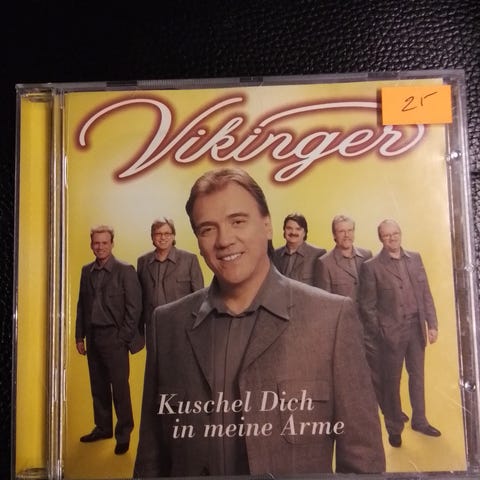 Vikinger
25
Kuschel Dich
in meine Arme